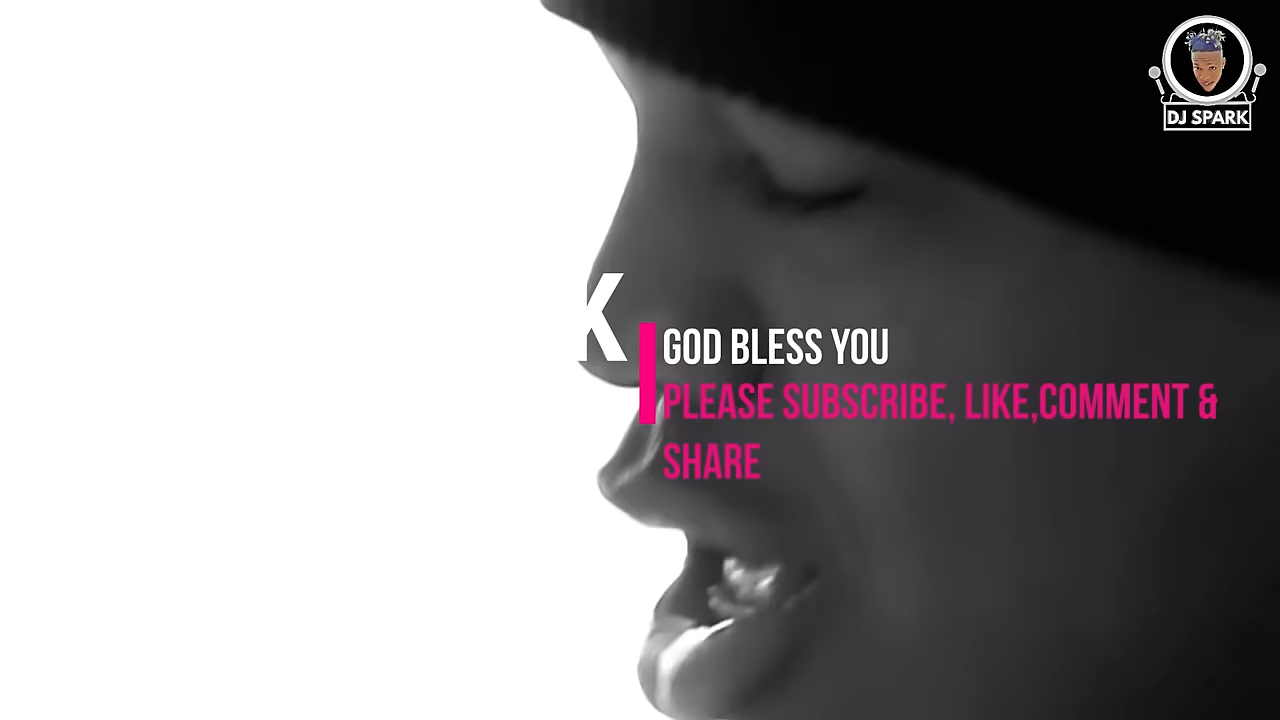 DJ SPARK
K
GOD BLESS YOU
PLEASE SUBSCRIBE, LIKE,COMMENT &
SHARE